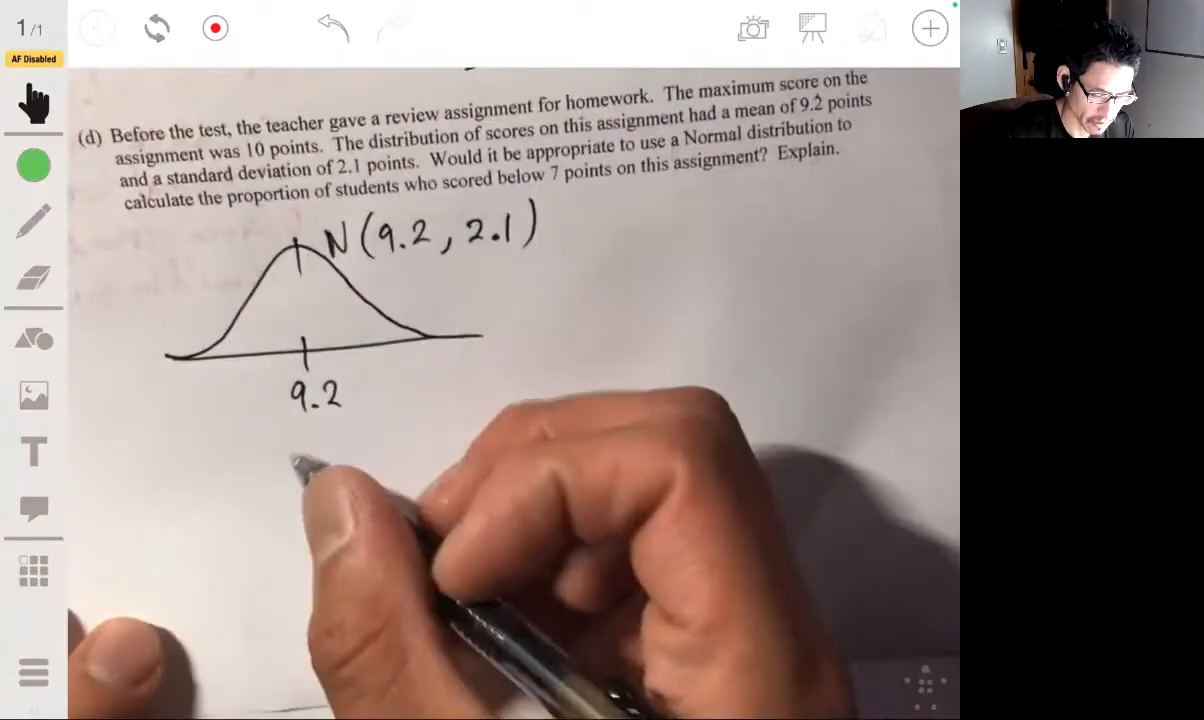 1/1
AF Disabled
(d) Before the test, the teacher gave a review assignment for homework. The maximum score on the
assignment was 10 points. The distribution of scores on this assignment had a mean of 9.2 points
and a standard deviation of 2.1 points. Would it be appropriate to use a Normal distribution to
calculate the proportion of students who scored below 7 points on this assignment? Explain.
N(9.2, 2.1)
9.2
T